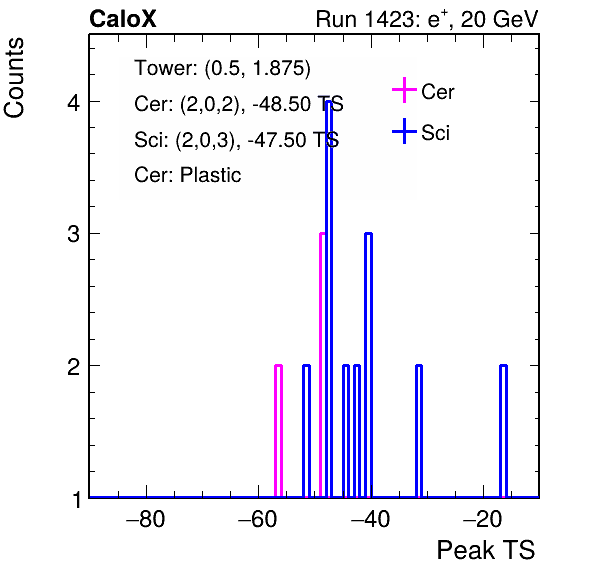 CaloX
Run 1423: e+, 20 GeV
Counts
Tower: (0.5, 1.875)
Cer: (2,0,2), -48.50 TS
Sci: (2,0,3), -47.50 TS
Cer: Plastic
Cer
Sci
4
3
2
1
−80 −60 −40 −20
Peak TS